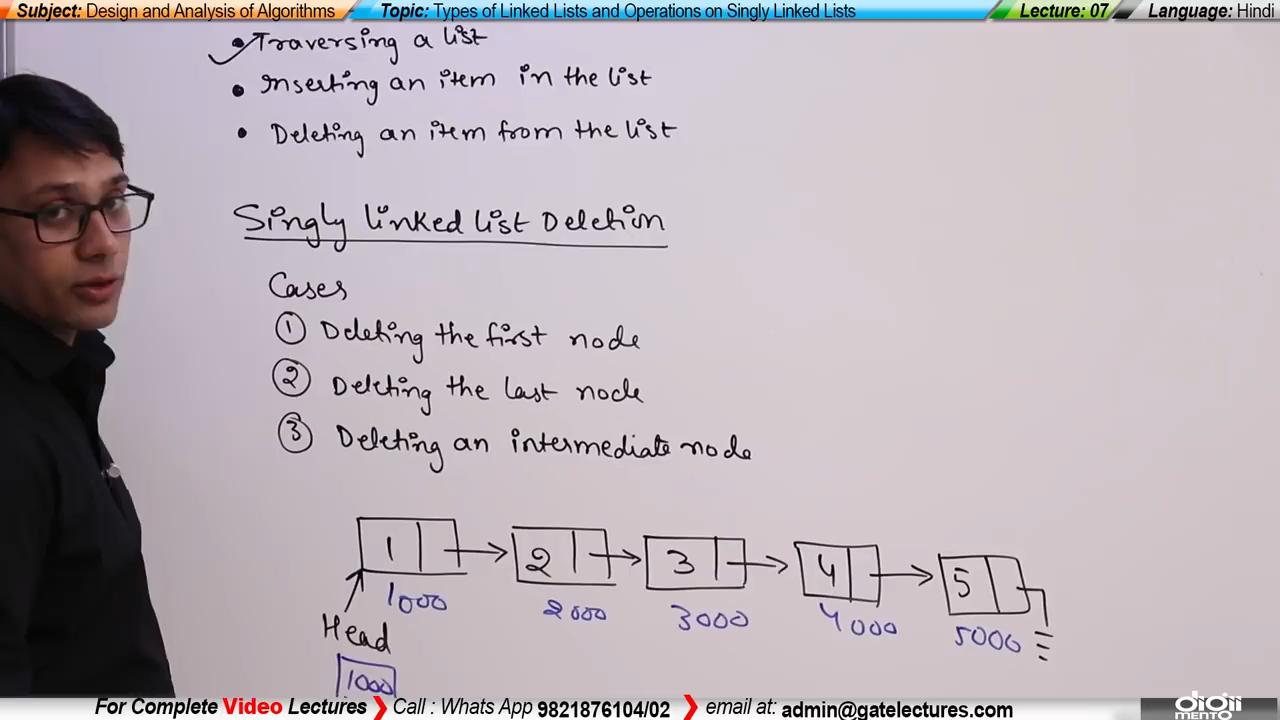 Subject: Design and Analysis of Algorithms Topic: Types of Linked Lists and Operations on Singly Linked Lists Lecture: 07 Language: Hindi
• Traversing a list
• Inserting an item in the list
• Deleting an item from the list
Singly linked list Deletion
Cases
① Deleting the first node
② Deleting the last node
③ Deleting an intermediate node
1 2 3 4 5
1000 2000 3000 4000 5000
Head
1000
For Complete Video Lectures Call : Whats App 9821876104/02 email at: admin@gatelectures.com
digii
MENTO